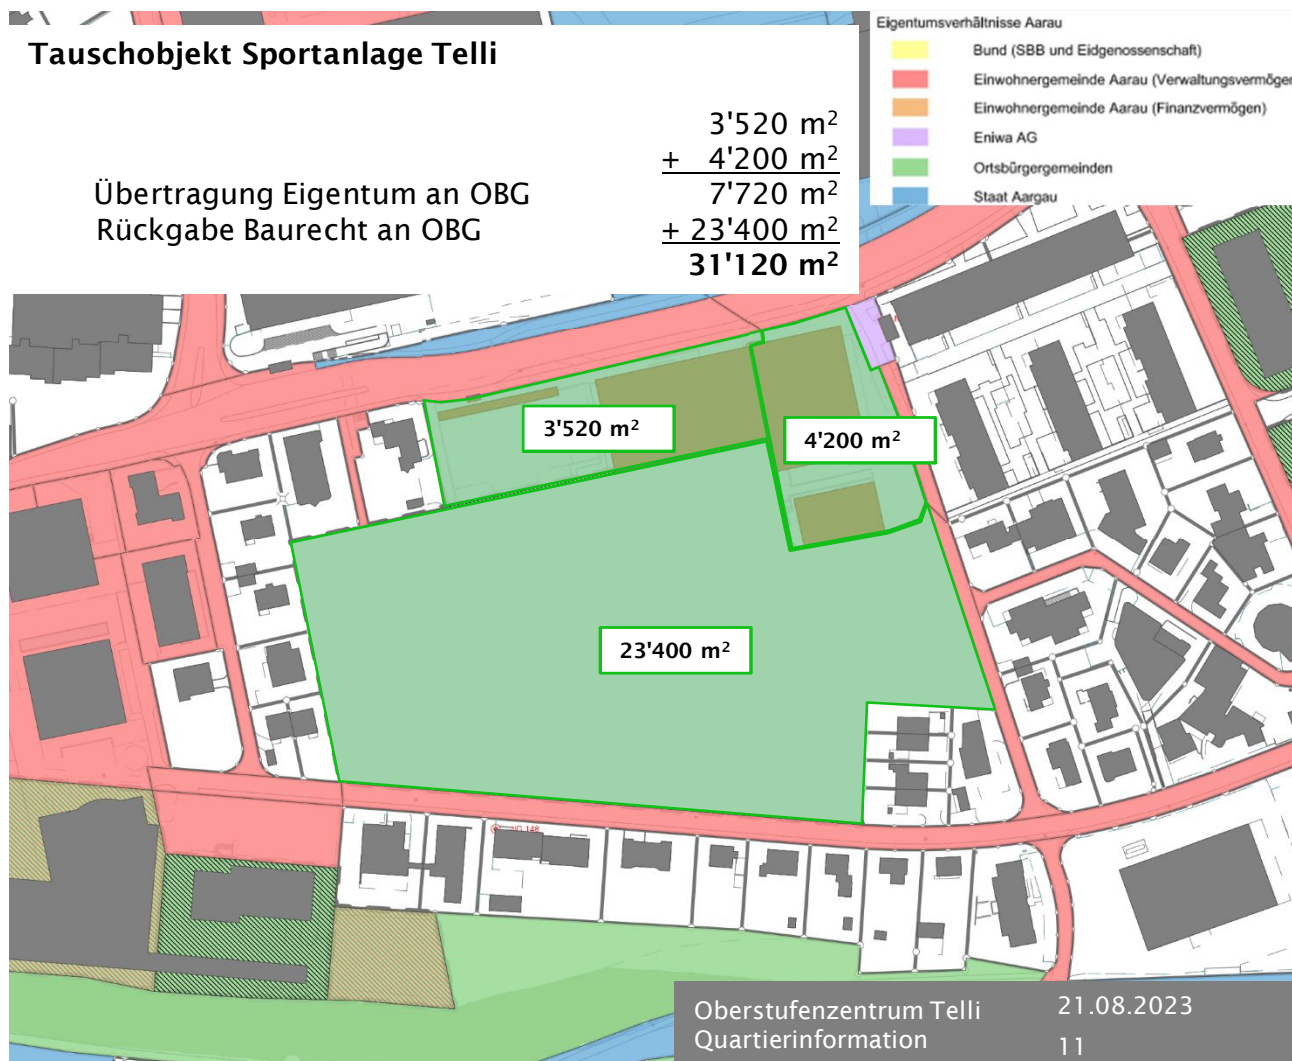 Tauschobjekt Sportanlage Telli
3'520 m²
+ 4'200 m²
Übertragung Eigentum an OBG 7'720 m²
Rückgabe Baurecht an OBG + 23'400 m²
31'120 m²
Eigentumsverhältnisse Aarau
Bund (SBB und Eidgenossenschaft)
Einwohnergemeinde Aarau (Verwaltungsvermögen
Einwohnergemeinde Aarau (Finanzvermögen)
Eniwa AG
Ortsbürgergemeinden
Staat Aargau
3'520 m²
4'200 m²
23'400 m²
NG 148
Oberstufenzentrum Telli 21.08.2023
Quartierinformation 11